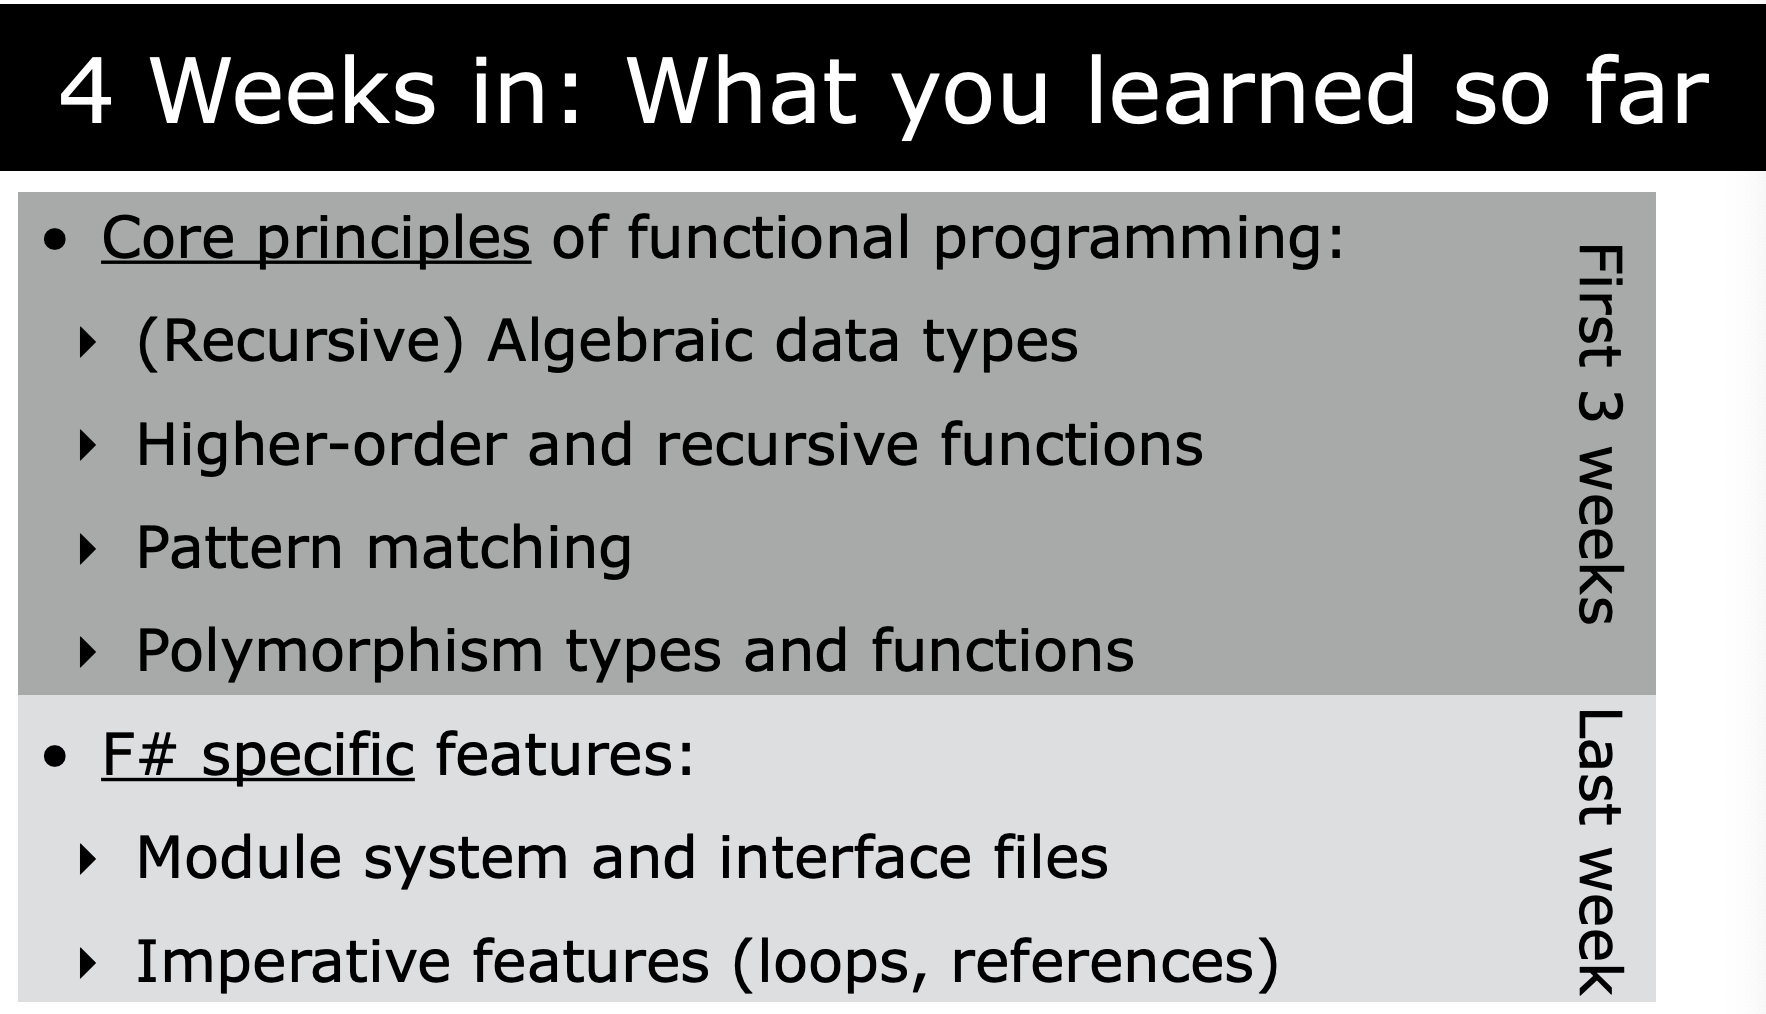 4 Weeks in: What you learned so far
• Core principles of functional programming:
‣ (Recursive) Algebraic data types
‣ Higher-order and recursive functions
‣ Pattern matching
‣ Polymorphism types and functions
First 3 weeks
• F# specific features:
‣ Module system and interface files
‣ Imperative features (loops, references)
Last week